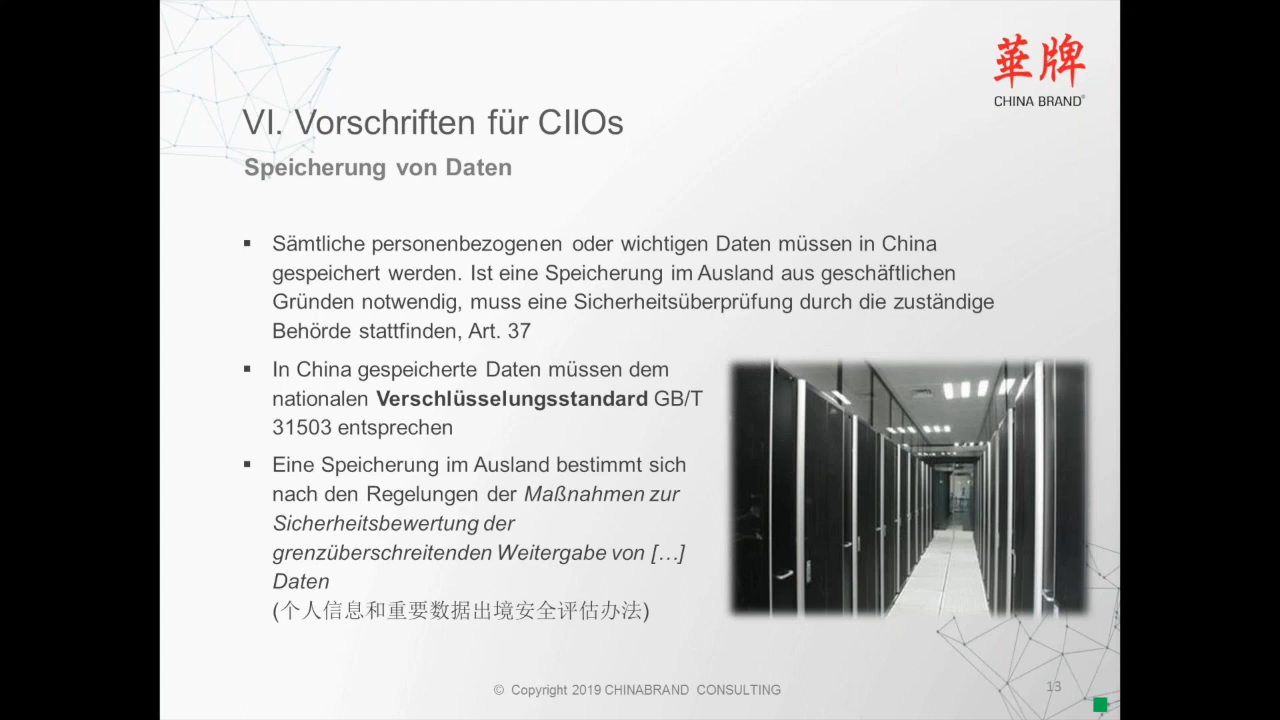 華牌
CHINA BRAND®
VI. Vorschriften für CIIOs
Speicherung von Daten
▪ Sämtliche personenbezogenen oder wichtigen Daten müssen in China
gespeichert werden. Ist eine Speicherung im Ausland aus geschäftlichen
Gründen notwendig, muss eine Sicherheitsüberprüfung durch die zuständige
Behörde stattfinden, Art. 37
▪ In China gespeicherte Daten müssen dem
nationalen Verschlüsselungsstandard GB/T
31503 entsprechen
▪ Eine Speicherung im Ausland bestimmt sich
nach den Regelungen der Maßnahmen zur
Sicherheitsbewertung der
grenzüberschreitenden Weitergabe von […]
Daten
(个人信息和重要数据出境安全评估办法)
© Copyright 2019 CHINABRAND CONSULTING
13